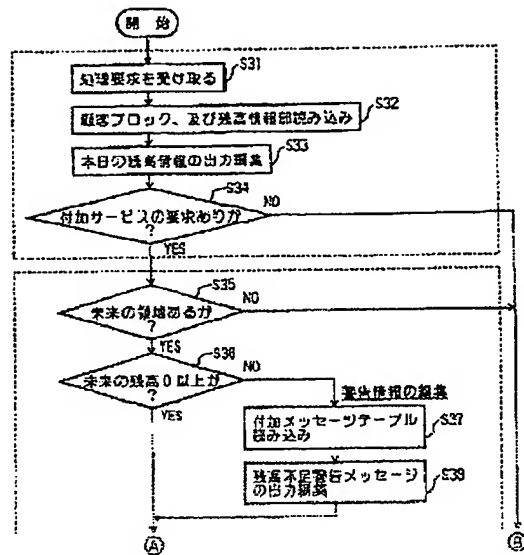 開 始
処理要求を受け取る
S31
顧客ブロック、及び残高情報部読み込み
S32
本日の残高情報の出力編集
S33
付加サービスの要求ありか
?
S34
NO
YES
未来の領域あるか
?
S35
NO
YES
未来の残高0以上か
?
S36
NO
YES
警告情報の編集
付加メッセージテーブル
読み込み
S37
残高不足警告メッセージ
の出力編集
S38
A
B